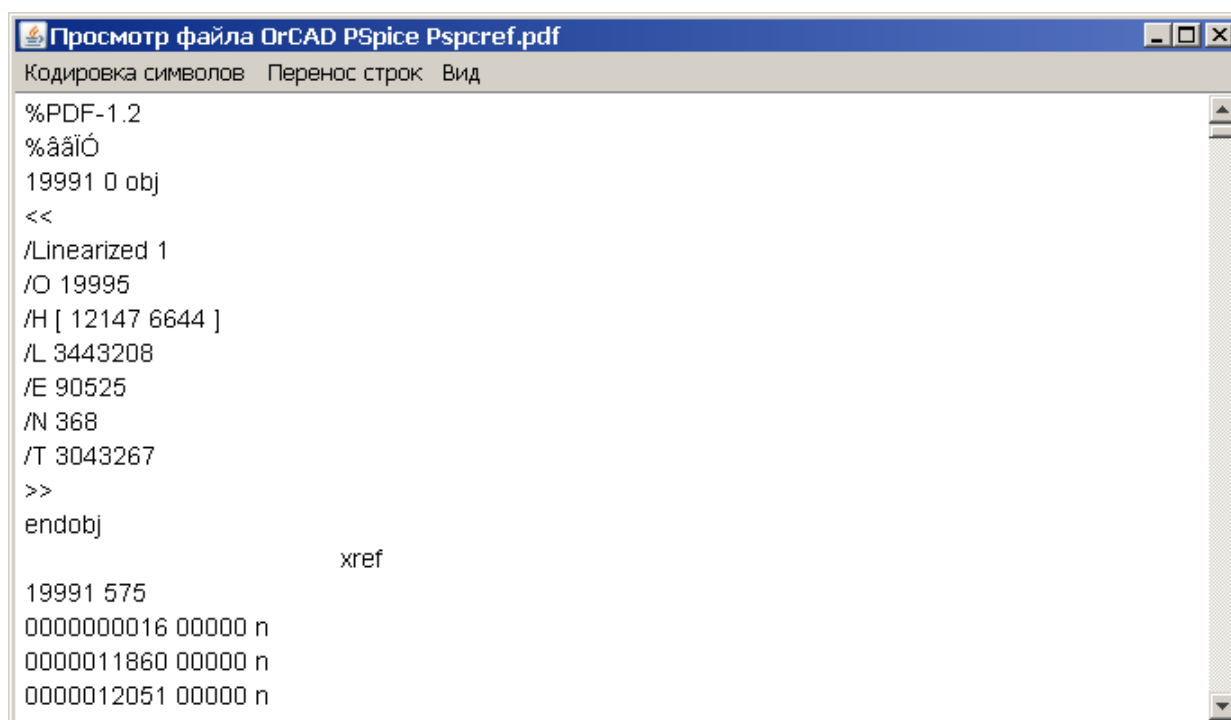 Просмотр файла OrCAD PSpice Pspcref.pdf
Кодировка символов Перенос строк Вид
%PDF-1.2
%âãÏÓ
19991 0 obj
<<
/Linearized 1
/O 19995
/H [ 12147 6644 ]
/L 3443208
/E 90525
/N 368
/T 3043267
>>
endobj
xref
19991 575
0000000016 00000 n
0000011860 00000 n
0000012051 00000 n